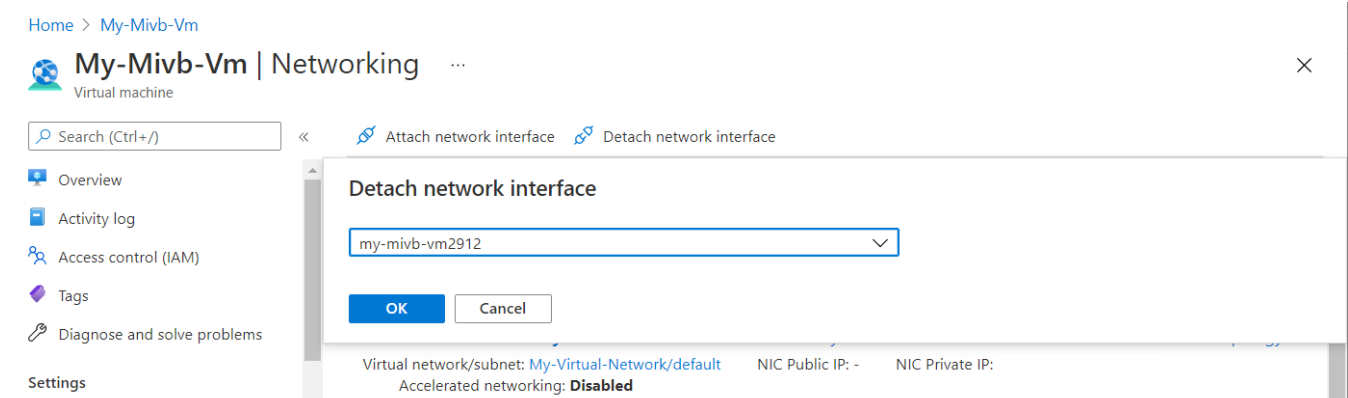 Home > My-Mivb-Vm
My-Mivb-Vm | Networking ...
Virtual machine
Search (Ctrl+/) « Attach network interface Detach network interface
Overview
Activity log
Access control (IAM)
Tags
Diagnose and solve problems
Settings
Detach network interface
my-mivb-vm2912
OK Cancel
Virtual network/subnet: My-Virtual-Network/default NIC Public IP: - NIC Private IP:
Accelerated networking: Disabled